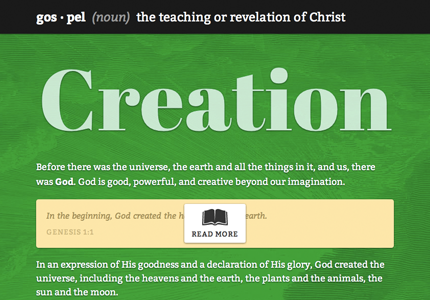 gos · pel (noun) the teaching or revelation of Christ
Creation
Before there was the universe, the earth and all the things in it, and us, there
was God. God is good, powerful, and creative beyond our imagination.
In the beginning, God created the h earth.
GENESIS 1:1
READ MORE
In an expression of His goodness and a declaration of His glory, God created the
universe, including the heavens and the earth, the plants and the animals, the
sun and the moon.